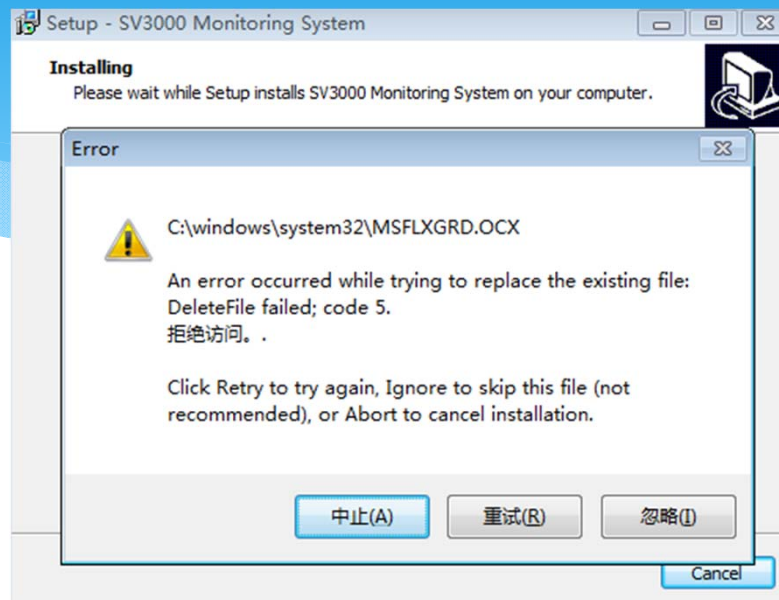 Setup - SV3000 Monitoring System
Installing
Please wait while Setup installs SV3000 Monitoring System on your computer.
Error
C:\windows\system32\MSFLXGRD.OCX
An error occurred while trying to replace the existing file:
DeleteFile failed; code 5.
拒绝访问。.
Click Retry to try again, Ignore to skip this file (not
recommended), or Abort to cancel installation.
中止(A)
重试(R)
忽略(I)
Cancel